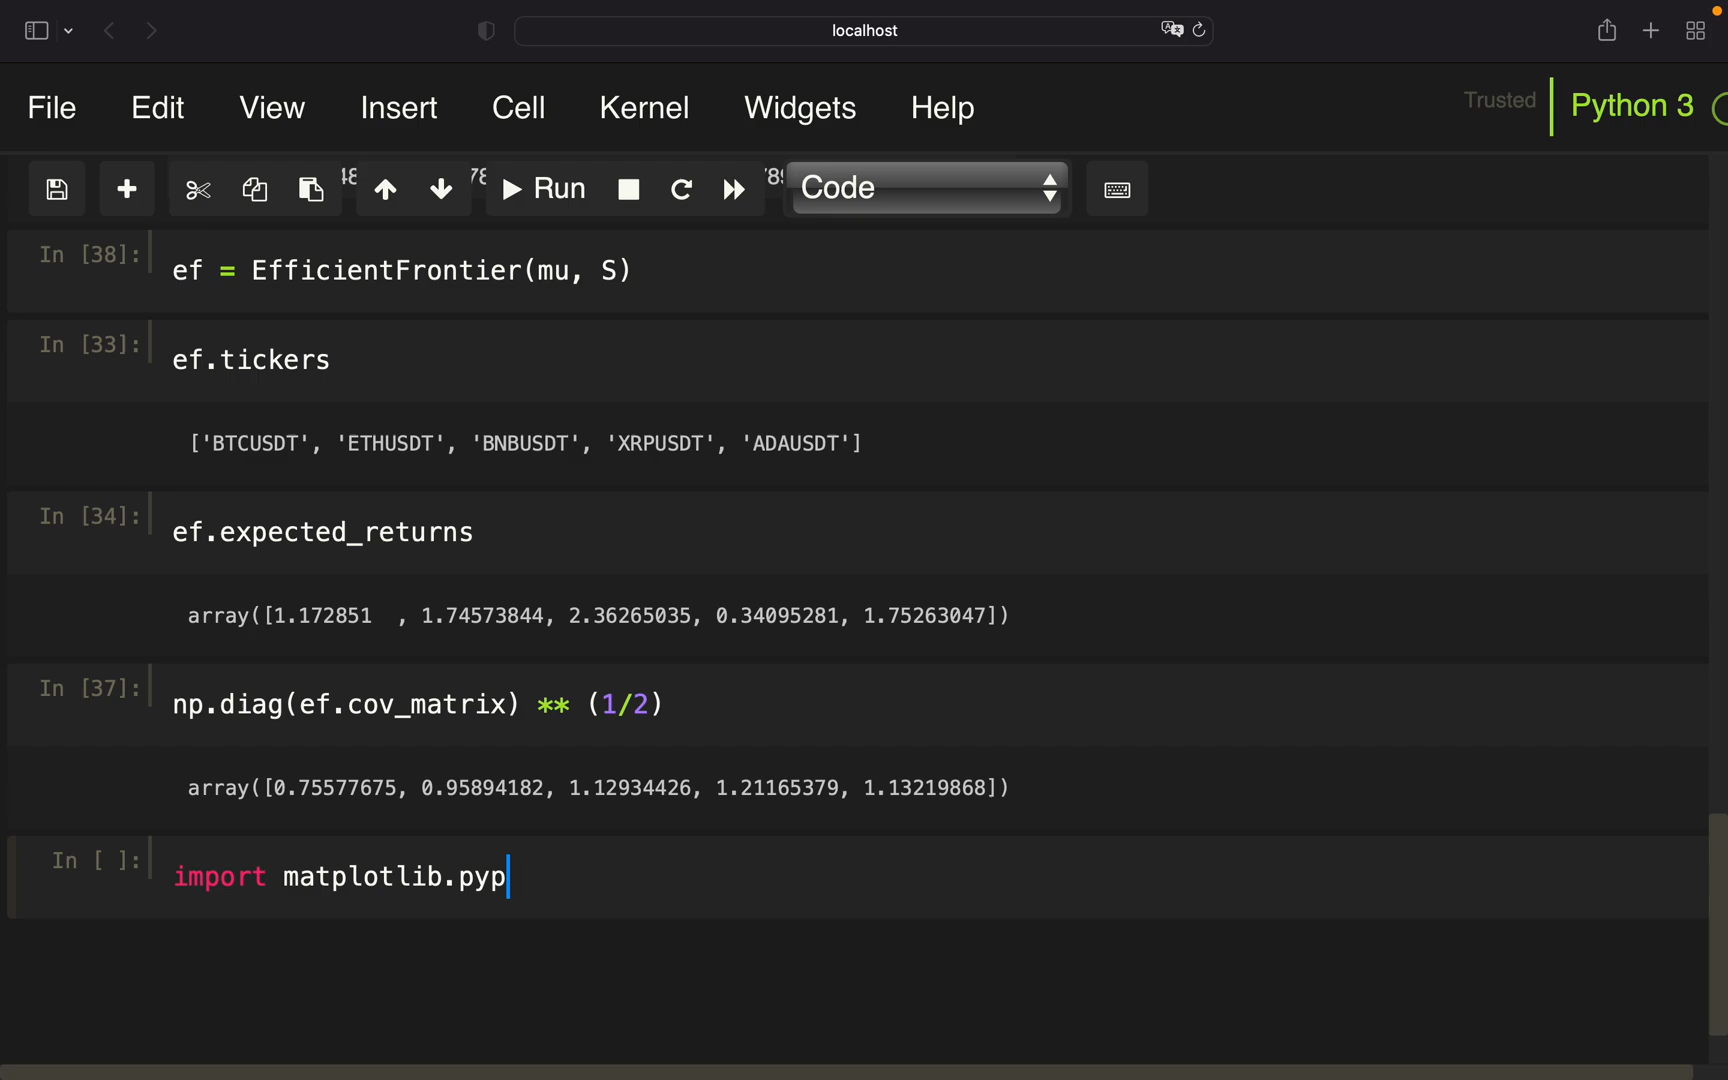 localhost
File Edit View Insert Cell Kernel Widgets Help
Trusted Python 3
Run Code
In [38]: ef = EfficientFrontier(mu, S)
In [33]: ef.tickers
['BTCUSDT', 'ETHUSDT', 'BNBUSDT', 'XRPUSDT', 'ADAUSDT']
In [34]: ef.expected_returns
array([1.172851  , 1.74573844, 2.36265035, 0.34095281, 1.75263047])
In [37]: np.diag(ef.cov_matrix) ** (1/2)
array([0.75577675, 0.95894182, 1.12934426, 1.21165379, 1.13219868])
In [ ]: import matplotlib.pyp